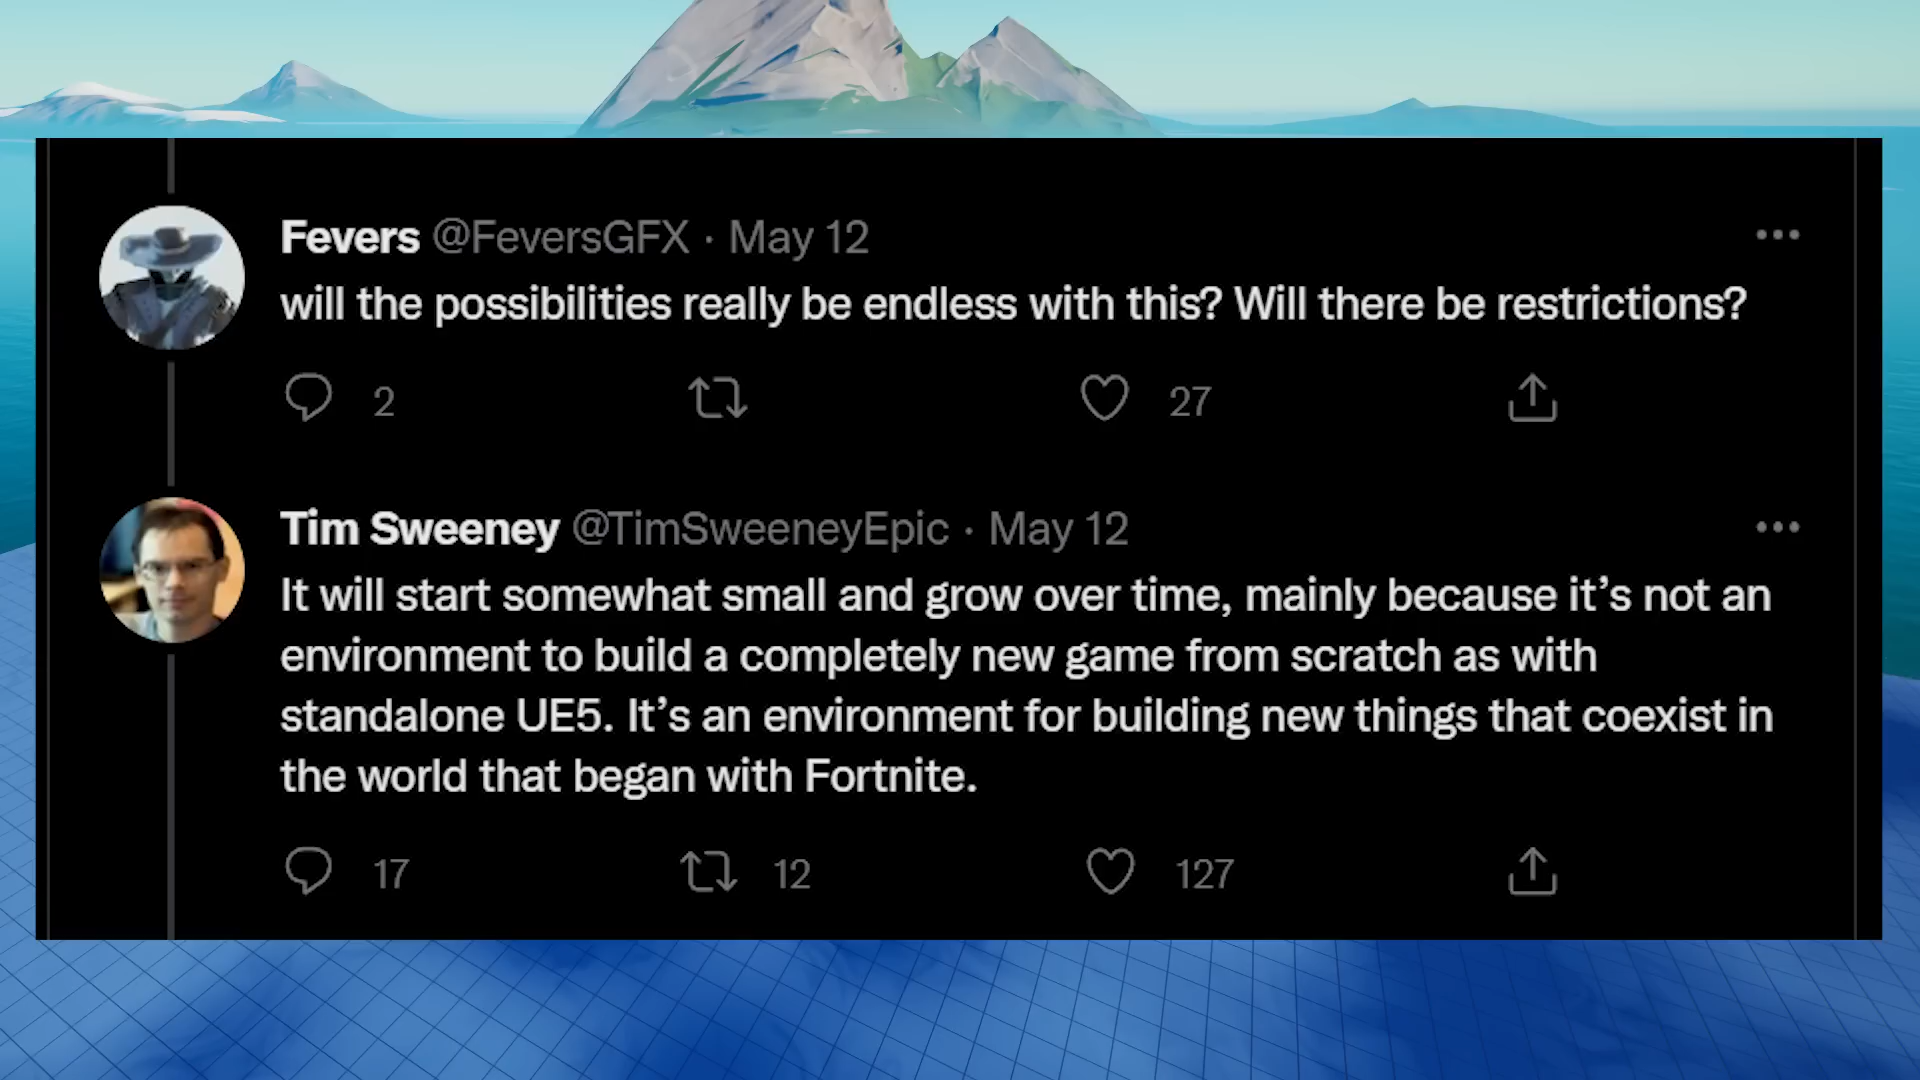 Fevers @FeversGFX · May 12
will the possibilities really be endless with this? Will there be restrictions?
2 27
Tim Sweeney @TimSweeneyEpic · May 12
It will start somewhat small and grow over time, mainly because it’s not an
environment to build a completely new game from scratch as with
standalone UE5. It’s an environment for building new things that coexist in
the world that began with Fortnite.
17 12 127